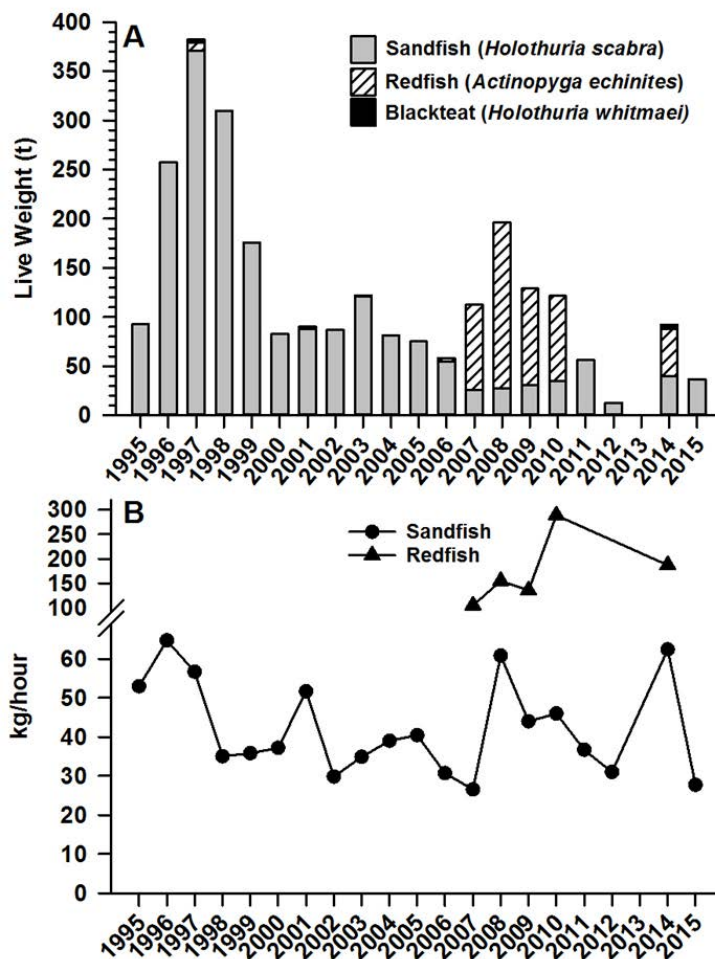 A
Sandfish (Holothuria scabra)
Redfish (Actinopyga echinites)
Blackteat (Holothuria whitmaei)
Live Weight (t)
400
350
300
250
200
150
100
50
0
1995 1996 1997 1998 1999 2000 2001 2002 2003 2004 2005 2006 2007 2008 2009 2010 2011 2012 2013 2014 2015
B
Sandfish
Redfish
kg/hour
300
250
200
150
100
60
50
40
30
20
10
0
1995 1996 1997 1998 1999 2000 2001 2002 2003 2004 2005 2006 2007 2008 2009 2010 2011 2012 2013 2014 2015